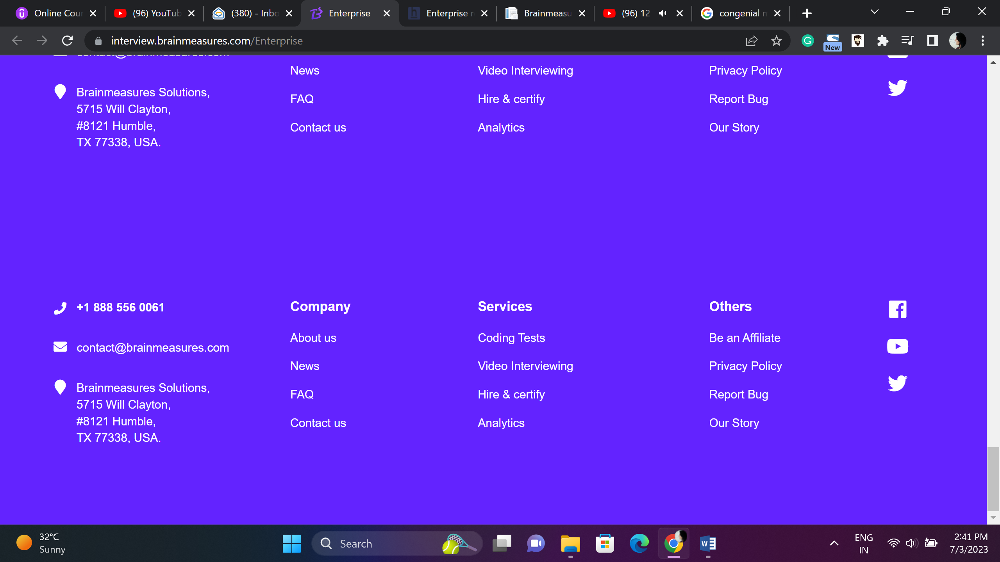 Online Cour
(96) YouTub
(380) - Inbo
Enterprise
Enterprise r
Brainmeasu
(96) 12
congenial m
interview.brainmeasures.com/Enterprise
New
contact@brainmeasures.com
Brainmeasures Solutions,
5715 Will Clayton,
#8121 Humble,
TX 77338, USA.
News
FAQ
Contact us
Video Interviewing
Hire & certify
Analytics
Privacy Policy
Report Bug
Our Story
+1 888 556 0061
contact@brainmeasures.com
Brainmeasures Solutions,
5715 Will Clayton,
#8121 Humble,
TX 77338, USA.
Company
About us
News
FAQ
Contact us
Services
Coding Tests
Video Interviewing
Hire & certify
Analytics
Others
Be an Affiliate
Privacy Policy
Report Bug
Our Story
32°C
Sunny
Search
ENG
IN
2:41 PM
7/3/2023